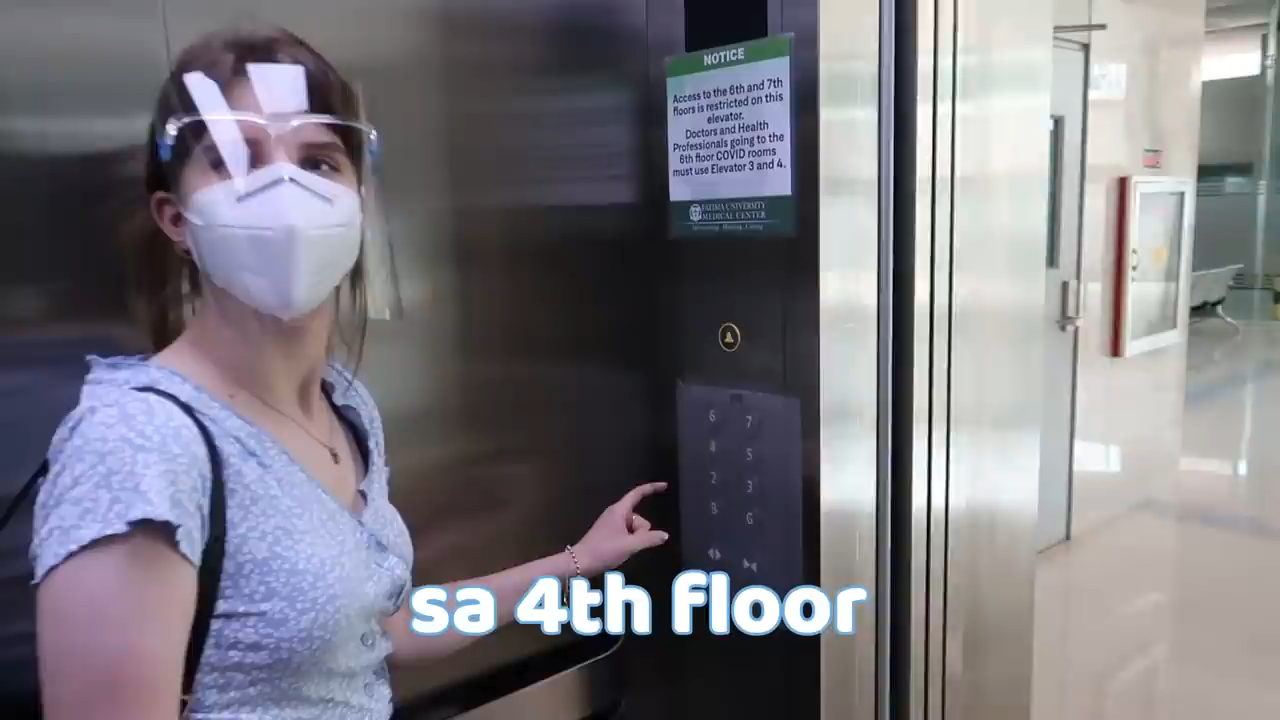 NOTICE
Access to the 6th and 7th
floors is restricted on this
elevator.
Doctors and Health
Professionals going to the
6th floor COVID rooms
must use Elevator 3 and 4.
FATIMA UNIVERSITY
MEDICAL CENTER
6 7
4 5
2 3
B G
sa 4th floor